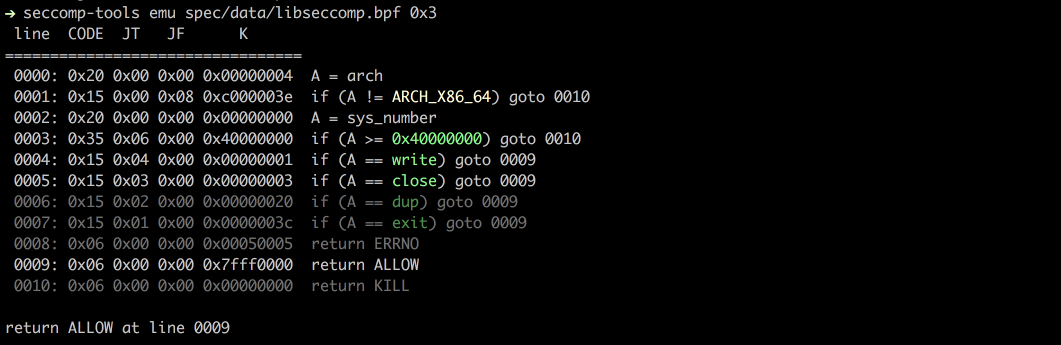 ➜ seccomp-tools emu spec/data/libseccomp.bpf 0x3
line CODE JT JF K
=================================
0000: 0x20 0x00 0x00 0x00000004 A = arch
0001: 0x15 0x00 0x08 0xc000003e if (A != ARCH_X86_64) goto 0010
0002: 0x20 0x00 0x00 0x00000000 A = sys_number
0003: 0x35 0x06 0x00 0x40000000 if (A >= 0x40000000) goto 0010
0004: 0x15 0x04 0x00 0x00000001 if (A == write) goto 0009
0005: 0x15 0x03 0x00 0x00000003 if (A == close) goto 0009
0006: 0x15 0x02 0x00 0x00000020 if (A == dup) goto 0009
0007: 0x15 0x01 0x00 0x0000003c if (A == exit) goto 0009
0008: 0x06 0x00 0x00 0x00050005 return ERRNO
0009: 0x06 0x00 0x00 0x7fff0000 return ALLOW
0010: 0x06 0x00 0x00 0x00000000 return KILL
return ALLOW at line 0009